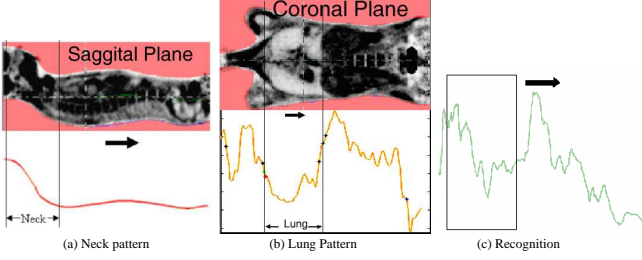 Saggital Plane
Coronal Plane
Neck
Lung
(a) Neck pattern
(b) Lung Pattern
(c) Recognition